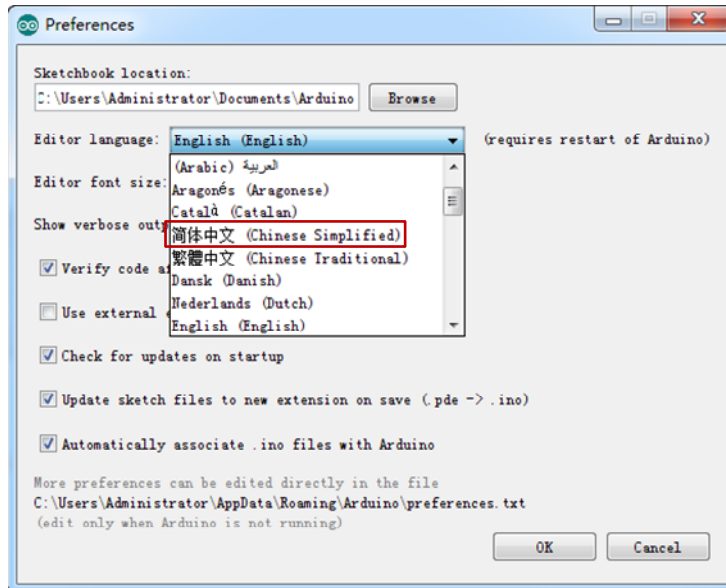 Preferences
Sketchbook location:
C:\Users\Administrator\Documents\Arduino Browse
Editor language: English (English) (requires restart of Arduino)
(Arabic) العربية
Editor font size:
Aragonés (Aragonese)
Català (Catalan)
Show verbose
简体中文 (Chinese Simplified)
繁體中文 (Chinese Traditional)
Verify code
Dansk (Danish)
Nederlands (Dutch)
Use external
English (English)
Check for updates on startup
Update sketch files to new extension on save (.pde -> .ino)
Automatically associate .ino files with Arduino
More preferences can be edited directly in the file
C:\Users\Administrator\AppData\Roaming\Arduino\preferences.txt
(edit only when Arduino is not running)
OK Cancel